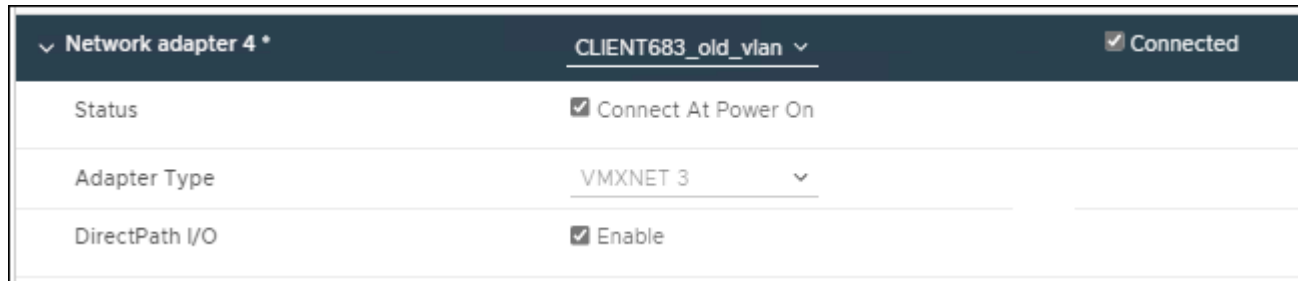 Network adapter 4 * CLIENT683_old_vlan Connected
Status Connect At Power On
Adapter Type VMXNET 3
DirectPath I/O Enable